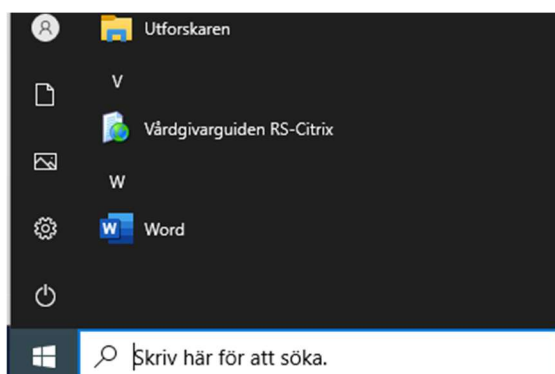 Utforskaren
V
Vårdgivarguiden RS-Citrix
W
Word
Skriv här för att söka.